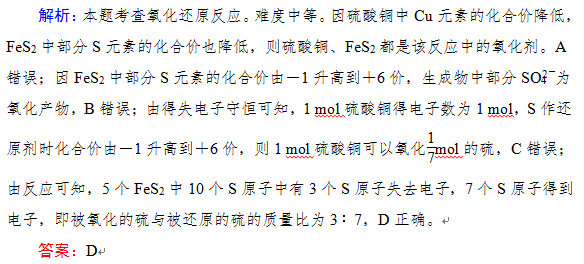 解析：本题考查氧化还原反应。难度中等。因硫酸铜中 Cu 元素的化合价降低，
FeS2 中部分 S 元素的化合价也降低，则硫酸铜、FeS2 都是该反应中的氧化剂。A
错误；因 FeS2 中部分 S 元素的化合价由－1 升高到＋6 价，生成物中部分 SO₄²⁻为
氧化产物，B 错误；由得失电子守恒可知，1 mol 硫酸铜得电子数为 1 mol，S 作还
原剂时化合价由－1 升高到＋6 价，则 1 mol 硫酸铜可以氧化1/7mol 的硫，C 错误；
由反应可知，5 个 FeS2 中 10 个 S 原子中有 3 个 S 原子失去电子，7 个 S 原子得到
电子，即被氧化的硫与被还原的硫的质量比为 3∶7，D 正确。
答案：D